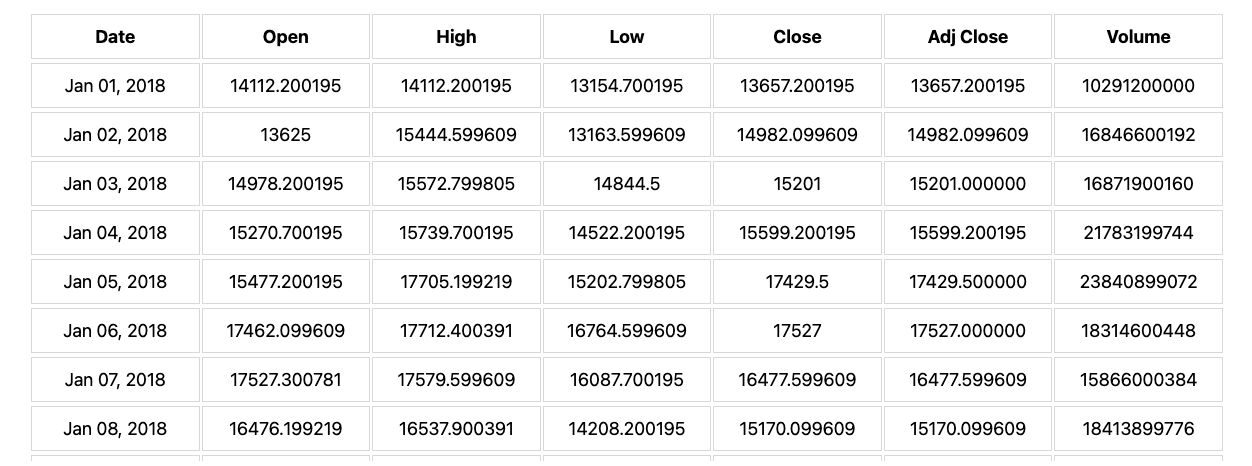 Date Open High Low Close Adj Close Volume
Jan 01, 2018 14112.200195 14112.200195 13154.700195 13657.200195 13657.200195 10291200000
Jan 02, 2018 13625 15444.599609 13163.599609 14982.099609 14982.099609 16846600192
Jan 03, 2018 14978.200195 15572.799805 14844.5 15201 15201.000000 16871900160
Jan 04, 2018 15270.700195 15739.700195 14522.200195 15599.200195 15599.200195 21783199744
Jan 05, 2018 15477.200195 17705.199219 15202.799805 17429.5 17429.500000 23840899072
Jan 06, 2018 17462.099609 17712.400391 16764.599609 17527 17527.000000 18314600448
Jan 07, 2018 17527.300781 17579.599609 16087.700195 16477.599609 16477.599609 15866000384
Jan 08, 2018 16476.199219 16537.900391 14208.200195 15170.099609 15170.099609 18413899776